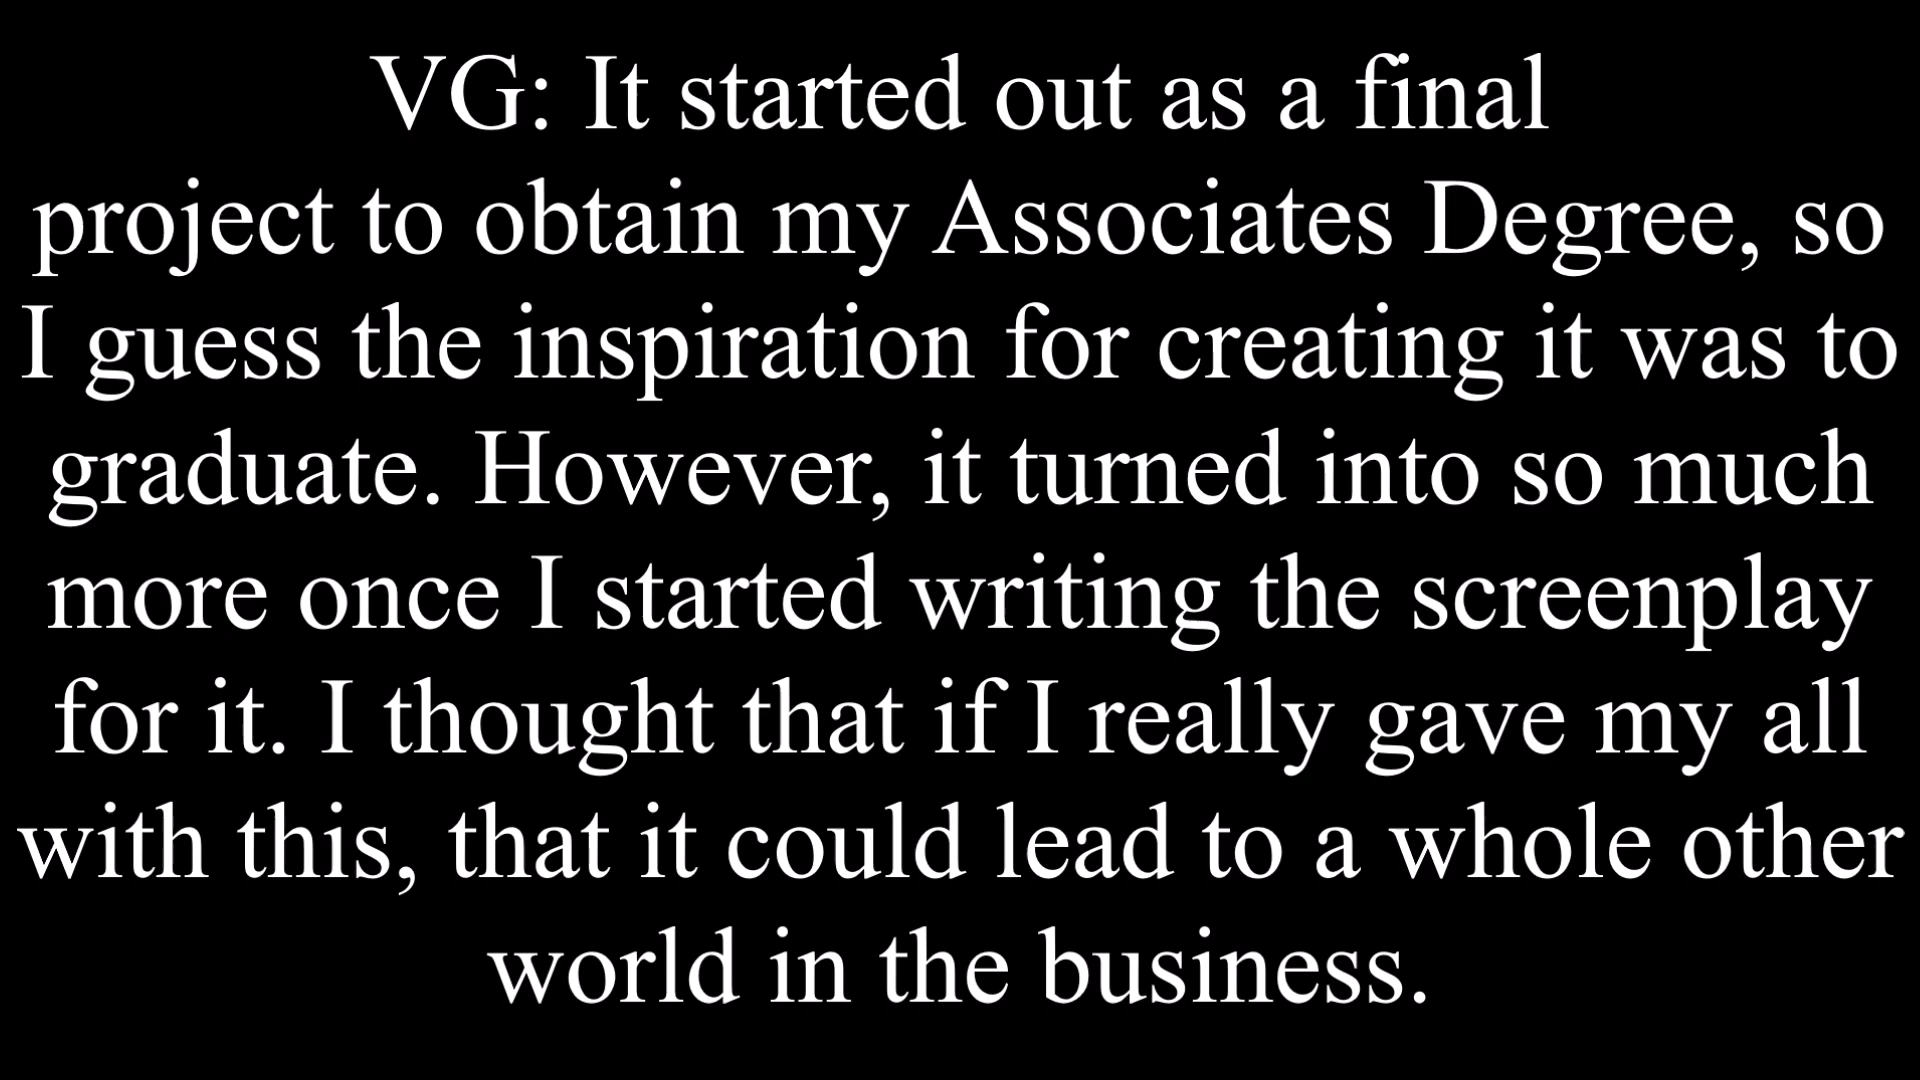 VG: It started out as a final
project to obtain my Associates Degree, so
I guess the inspiration for creating it was to
graduate. However, it turned into so much
more once I started writing the screenplay
for it. I thought that if I really gave my all
with this, that it could lead to a whole other
world in the business.